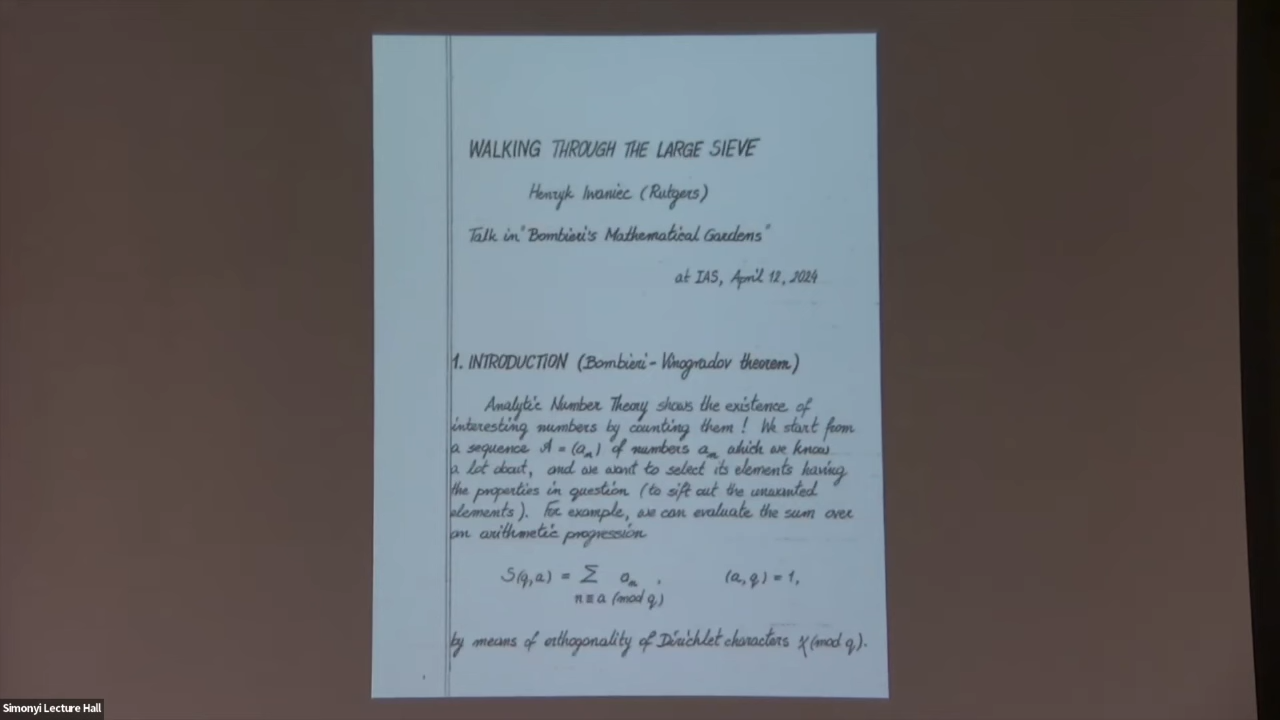 WALKING THROUGH THE LARGE SIEVE
Henryk Iwaniec (Rutgers)
Talk in "Bombieri's Mathematical Gardens"
at IAS, April 12, 2024
1. INTRODUCTION (Bombieri - Vinogradov theorem)
Analytic Number Theory shows the existence of
interesting numbers by counting them! We start from
a sequence A = (aₙ) of numbers aₙ which we know
a lot about, and we want to select its elements having
the properties in question (to sift out the unwanted
elements). For example, we can evaluate the sum over
an arithmetic progression
S(q,a) = Σ aₙ , (a,q) = 1,
n ≡ a (mod q)
by means of orthogonality of Dirichlet characters χ(mod q).
Simonyi Lecture Hall